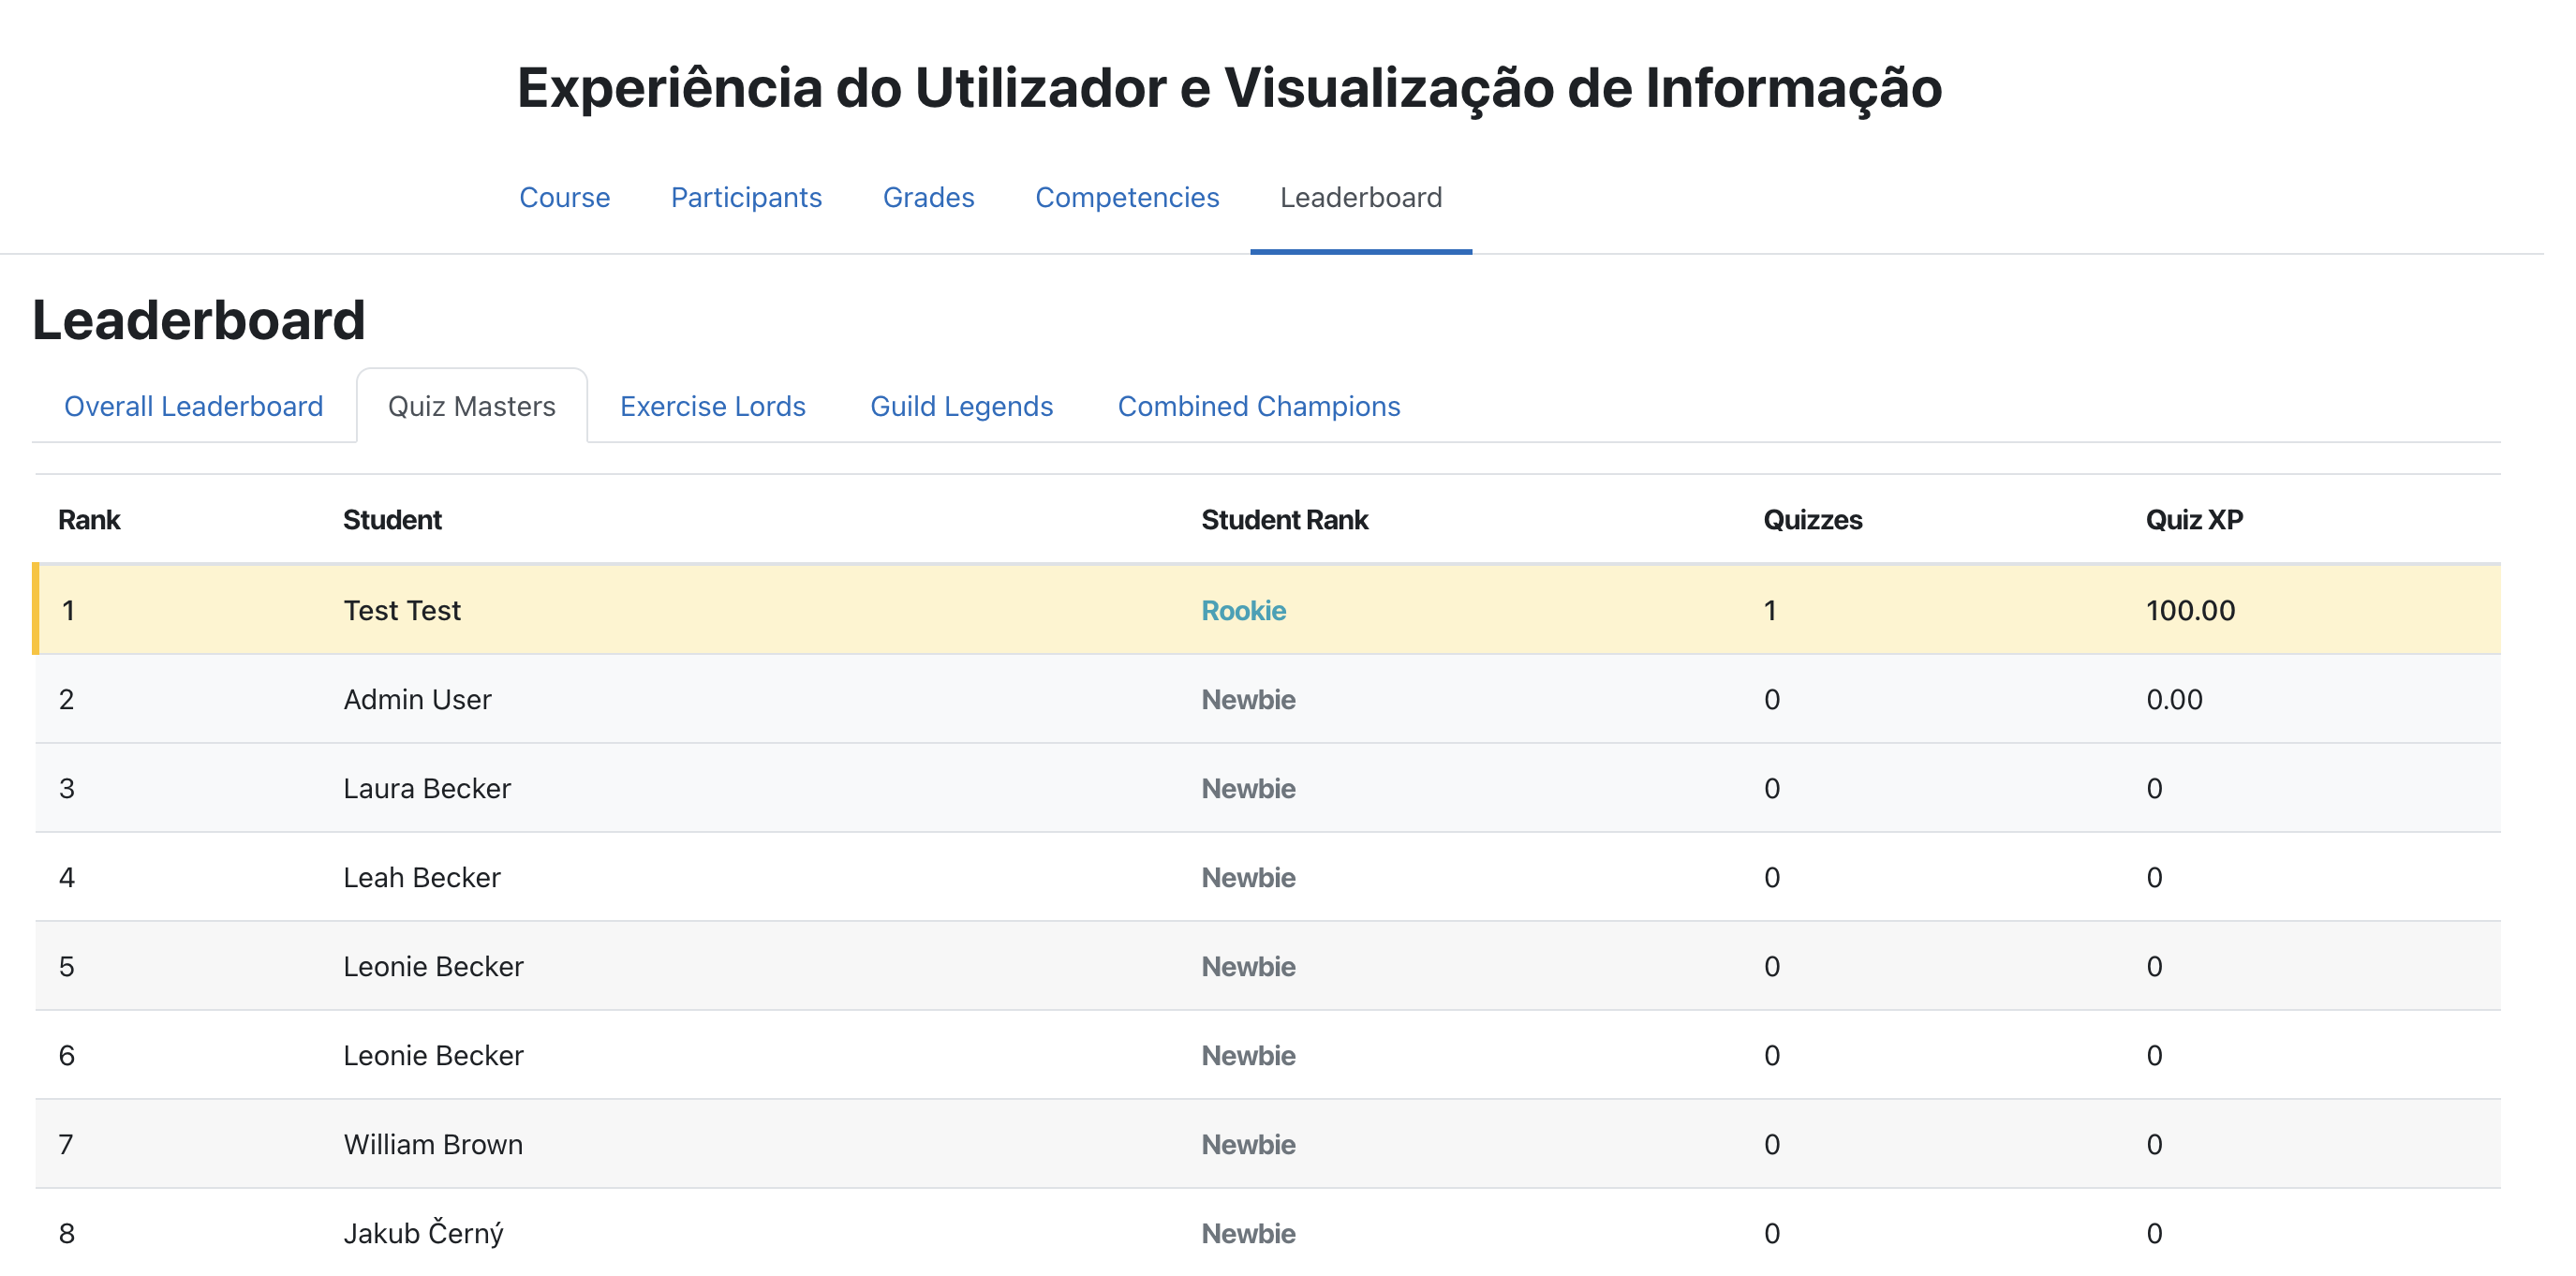 Experiência do Utilizador e Visualização de Informação
Course Participants Grades Competencies Leaderboard
Leaderboard
Overall Leaderboard Quiz Masters Exercise Lords Guild Legends Combined Champions
Rank Student Student Rank Quizzes Quiz XP
1 Test Test Rookie 1 100.00
2 Admin User Newbie 0 0.00
3 Laura Becker Newbie 0 0
4 Leah Becker Newbie 0 0
5 Leonie Becker Newbie 0 0
6 Leonie Becker Newbie 0 0
7 William Brown Newbie 0 0
8 Jakub Černý Newbie 0 0